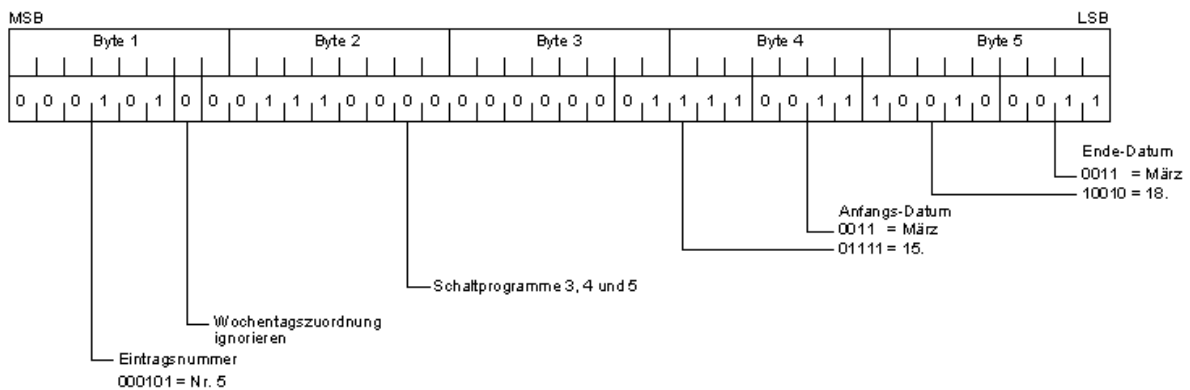 MSB LSB
Byte 1 Byte 2 Byte 3 Byte 4 Byte 5
0 0 0 1 0 1 0 0 0 1 1 1 0 0 0 0 0 0 0 0 0 0 0 1 1 1 1 0 0 1 1 1 0 0 1 0 0 0 1 1
Ende-Datum
0011 = März
10010 = 18.
Anfangs-Datum
0011 = März
01111 = 15.
Schaltprogramme 3, 4 und 5
Wochentagszuordnung
ignorieren
Eintragsnummer
000101 = Nr. 5